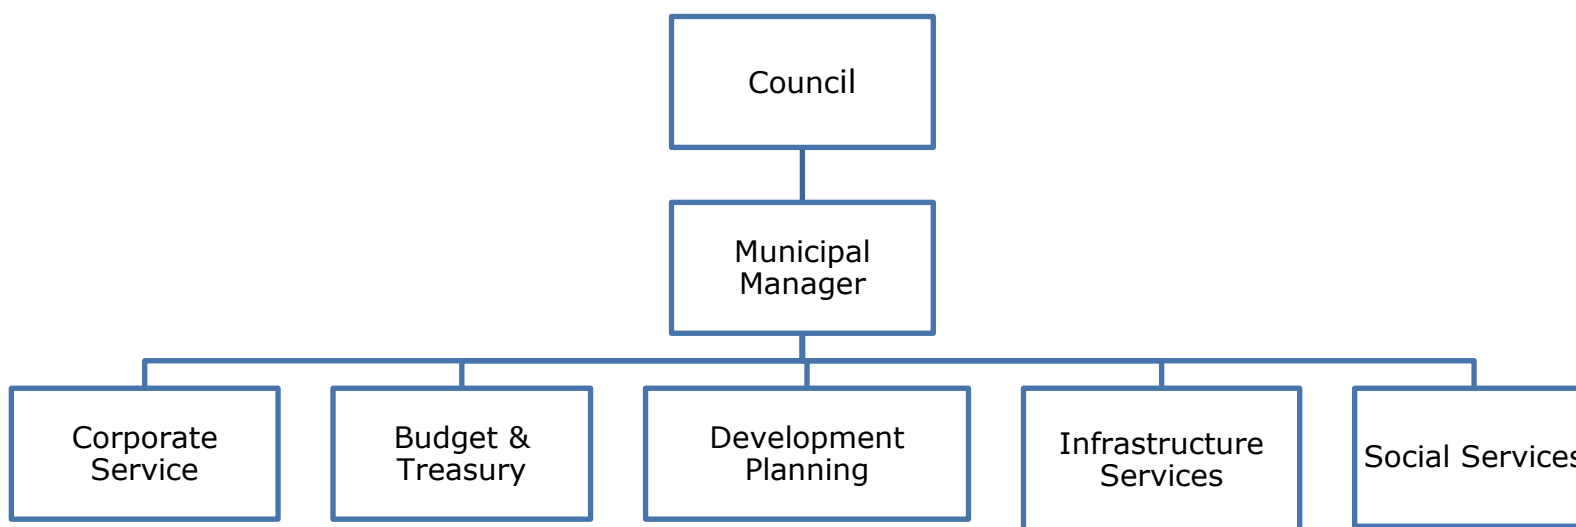 Council
Municipal
Manager
Corporate
Service
Budget &
Treasury
Development
Planning
Infrastructure
Services
Social Services